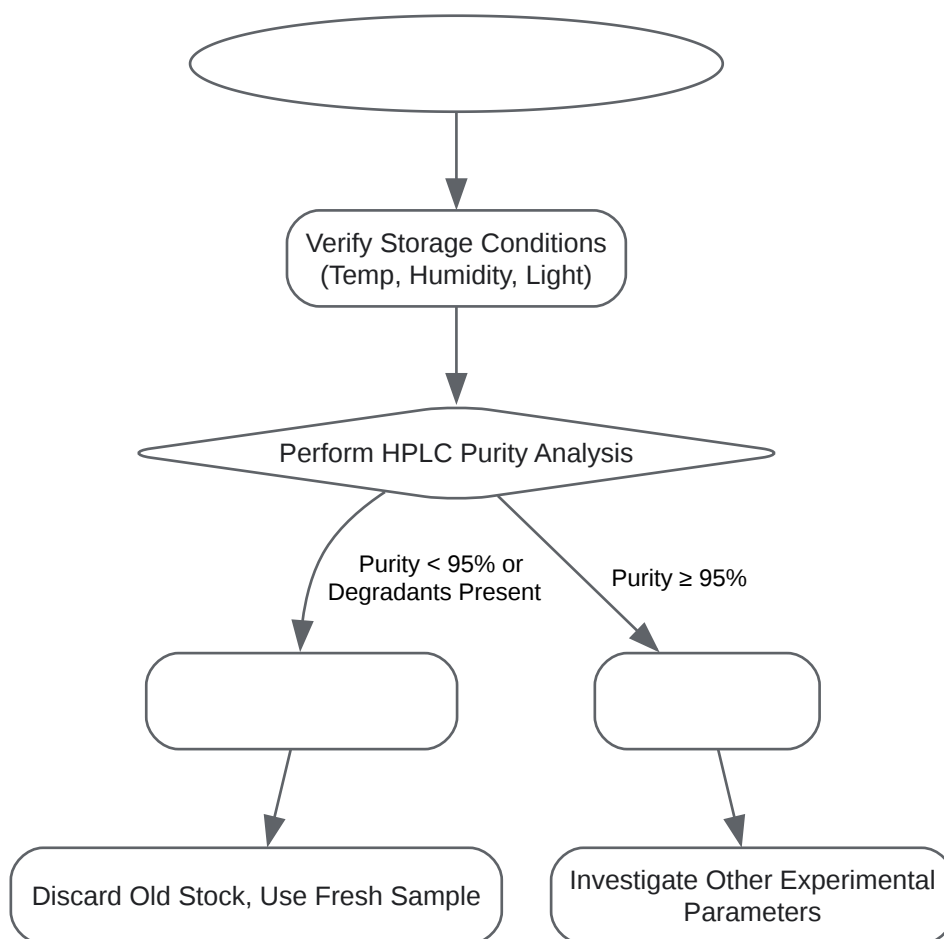 Verify Storage Conditions
(Temp, Humidity, Light)
Perform HPLC Purity Analysis
Purity < 95% or
Degradants Present
Purity ≥ 95%
Discard Old Stock, Use Fresh Sample
Investigate Other Experimental
Parameters